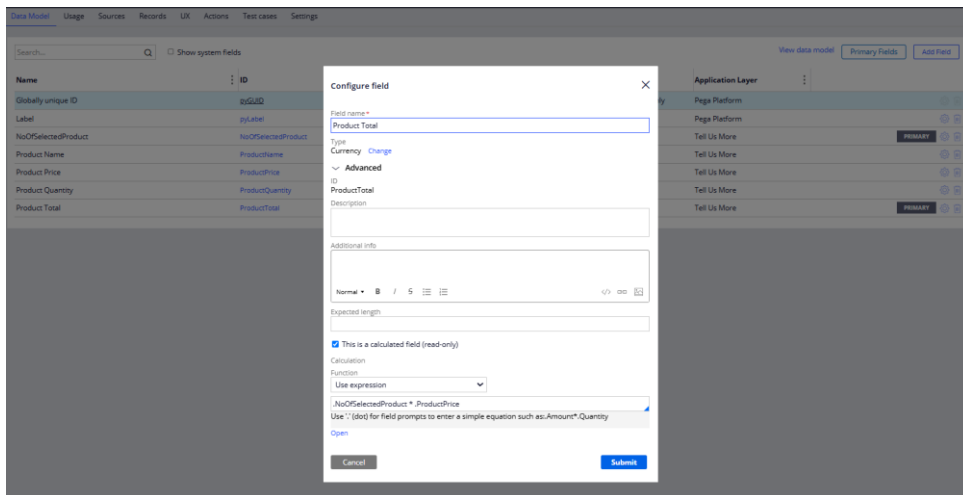 Data Model Usage Sources Records UX Actions Test cases Settings
Search... Show system fields View data model Primary Fields Add Field
Name ID Application Layer
Globally unique ID pyGUID Pega Platform
Label pyLabel Pega Platform
NoOfSelectedProduct NoOfSelectedProduct Tell Us More PRIMARY
Product Name ProductName Tell Us More
Product Price ProductPrice Tell Us More
Product Quantity ProductQuantity Tell Us More
Product Total ProductTotal Tell Us More PRIMARY
Configure field
Field name*
Product Total
Type
Currency Change
Advanced
ID
ProductTotal
Description
Additional info
Normal B I S
Expected length
This is a calculated field (read-only)
Calculation
Function
Use expression
.NoOfSelectedProduct * .ProductPrice
Use '.' (dot) for field prompts to enter a simple equation such as:.Amount*.Quantity
Open
Cancel Submit